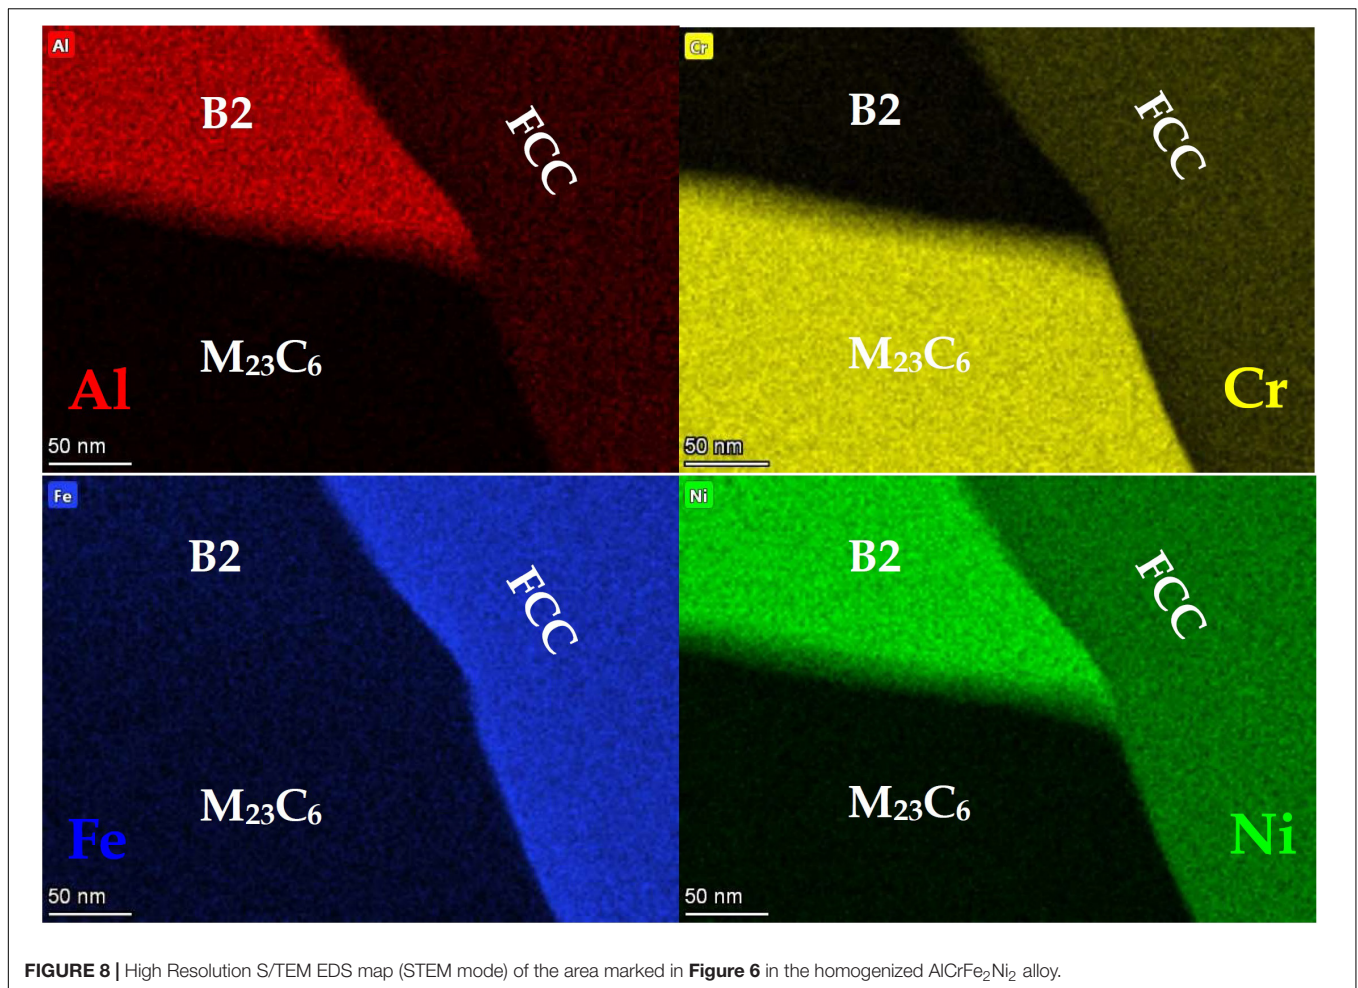 Al
B2
FCC
M₂₃C₆
Al
50 nm
Cr
B2
FCC
M₂₃C₆
Cr
50 nm
Fe
B2
FCC
M₂₃C₆
Fe
50 nm
Ni
B2
FCC
M₂₃C₆
Ni
50 nm
FIGURE 8 | High Resolution S/TEM EDS map (STEM mode) of the area marked in Figure 6 in the homogenized AlCrFe₂Ni₂ alloy.